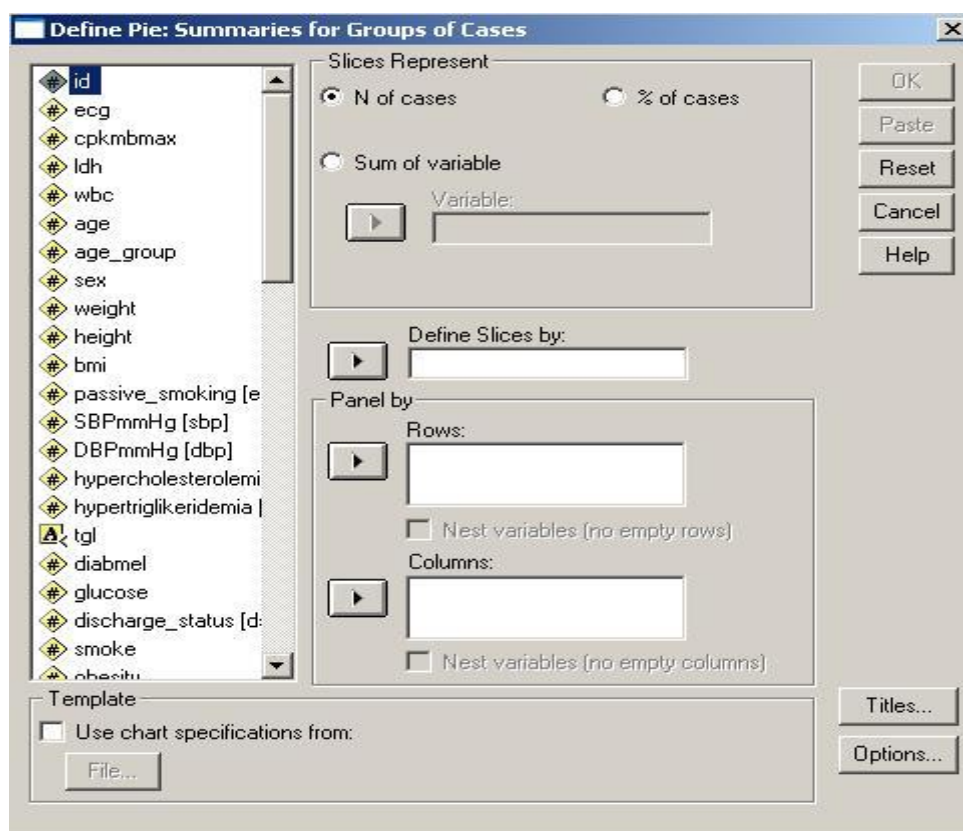 Define Pie: Summaries for Groups of Cases
id
ecg
cpkmbmax
ldh
wbc
age
age_group
sex
weight
height
bmi
passive_smoking [e
SBPmmHg [sbp]
DBPmmHg [dbp]
hypercholesterolemi
hypertriglikeridemia [
tgl
diabmel
glucose
discharge_status [d
smoke
obesity
Slices Represent
N of cases % of cases
Sum of variable
Variable:
Define Slices by:
Panel by
Rows:
Nest variables (no empty rows)
Columns:
Nest variables (no empty columns)
OK
Paste
Reset
Cancel
Help
Template
Use chart specifications from:
File...
Titles...
Options...